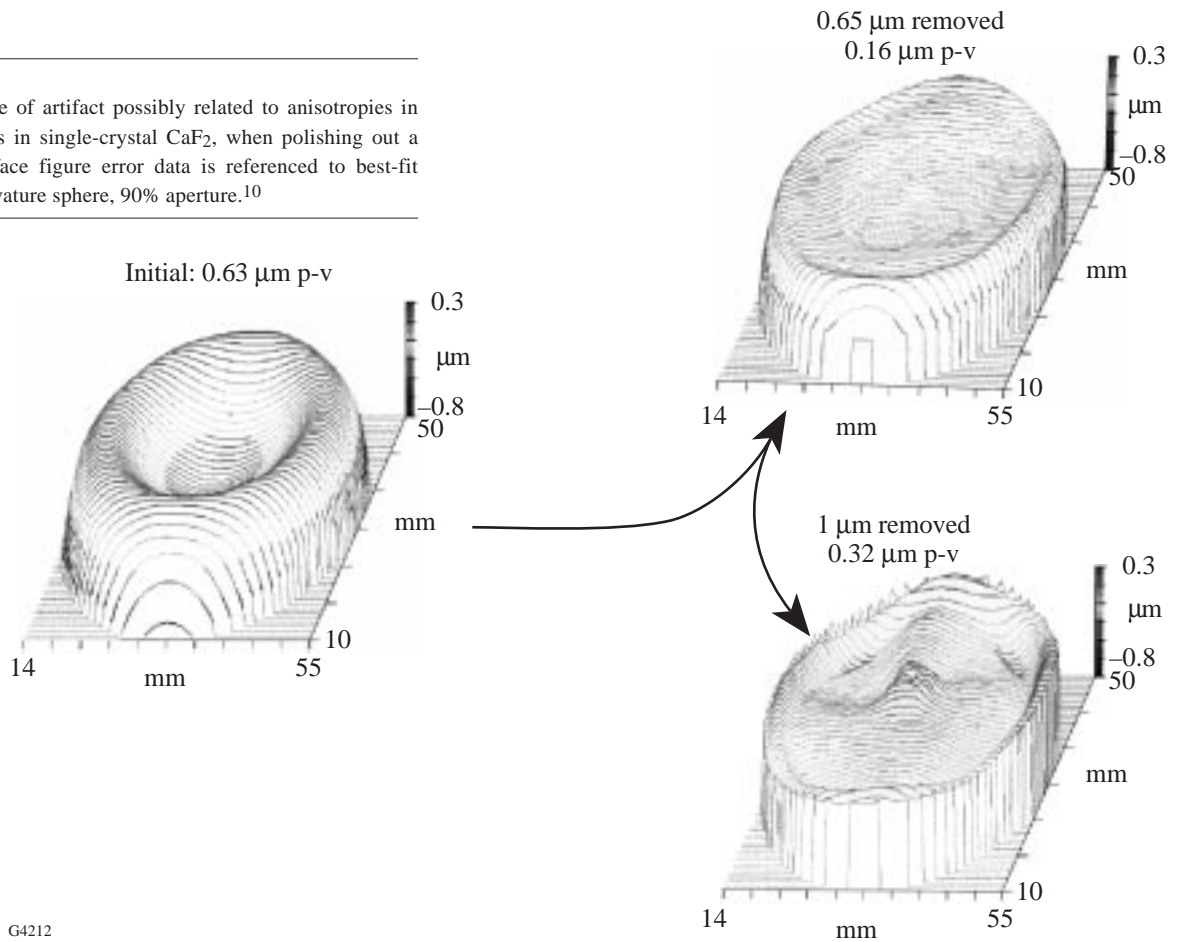 e of artifact possibly related to anisotropies in
s in single-crystal CaF2, when polishing out a
face figure error data is referenced to best-fit
vature sphere, 90% aperture.10
Initial: 0.63 μm p-v
0.3
μm
–0.8
50
mm
10
14
55
mm
0.65 μm removed
0.16 μm p-v
0.3
μm
–0.8
50
mm
10
14
55
mm
1 μm removed
0.32 μm p-v
0.3
μm
–0.8
50
mm
10
14
55
mm
G4212